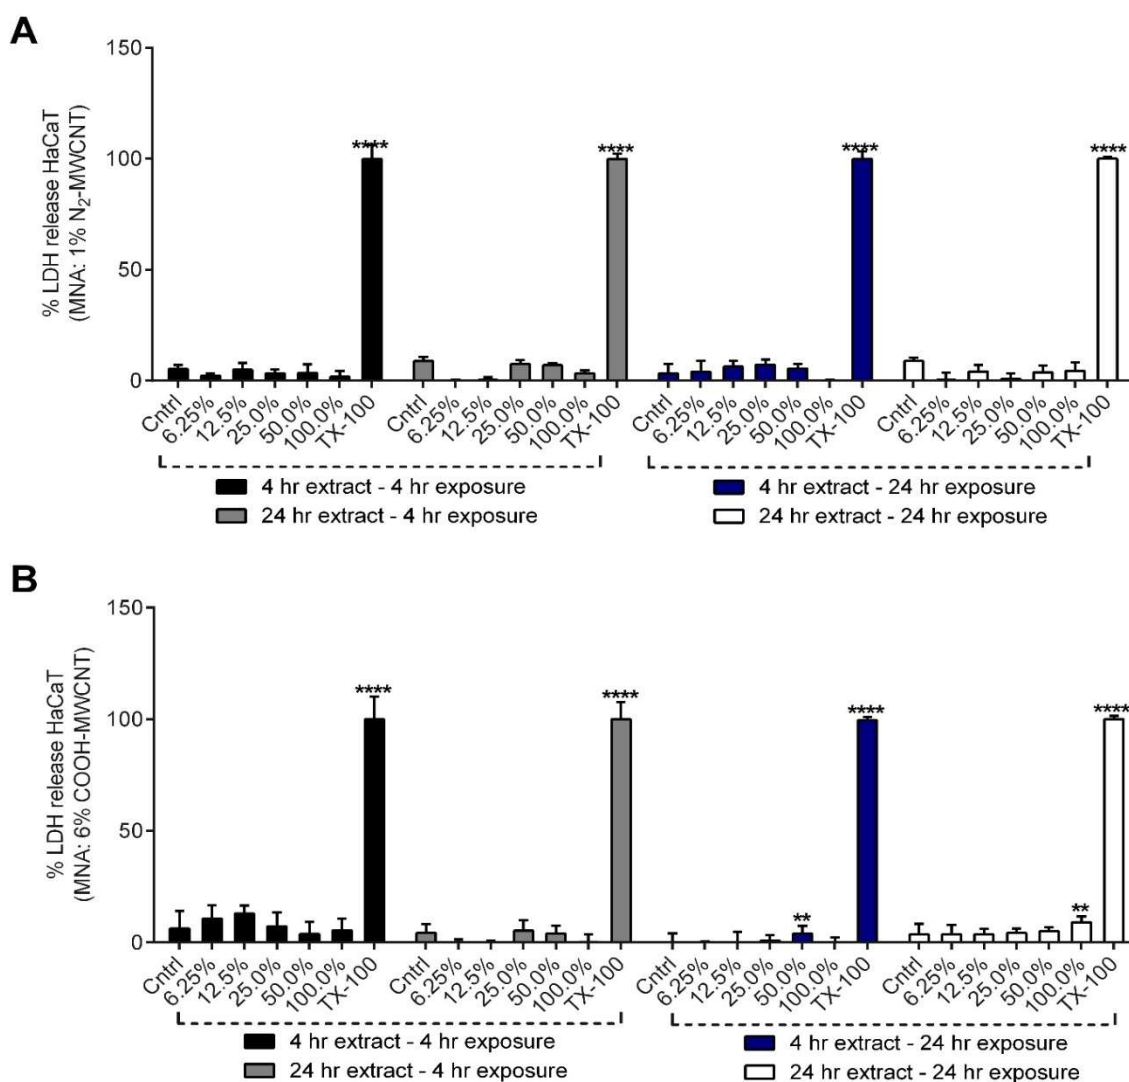 A
% LDH release HaCaT
(MNA: 1% N₂-MWCNT)
150
100
50
0
**** **** **** ****
Cntrl 6.25% 12.5% 25.0% 50.0% 100.0% TX-100 Cntrl 6.25% 12.5% 25.0% 50.0% 100.0% TX-100 Cntrl 6.25% 12.5% 25.0% 50.0% 100.0% TX-100 Cntrl 6.25% 12.5% 25.0% 50.0% 100.0% TX-100
4 hr extract - 4 hr exposure
24 hr extract - 4 hr exposure
4 hr extract - 24 hr exposure
24 hr extract - 24 hr exposure
B
% LDH release HaCaT
(MNA: 6% COOH-MWCNT)
150
100
50
0
**** **** ** **** ** ****
Cntrl 6.25% 12.5% 25.0% 50.0% 100.0% TX-100 Cntrl 6.25% 12.5% 25.0% 50.0% 100.0% TX-100 Cntrl 6.25% 12.5% 25.0% 50.0% 100.0% TX-100 Cntrl 6.25% 12.5% 25.0% 50.0% 100.0% TX-100
4 hr extract - 4 hr exposure
24 hr extract - 4 hr exposure
4 hr extract - 24 hr exposure
24 hr extract - 24 hr exposure